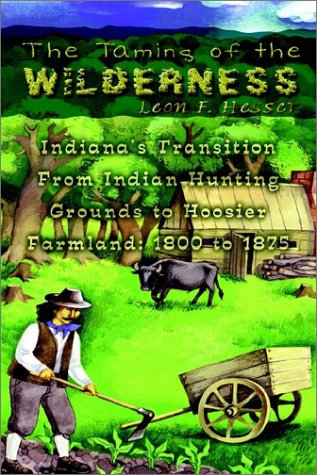 The Taming of the
WILDERNESS
Leon F. Hesser
Indiana's Transition
From Indian Hunting
Grounds to Hoosier
Farmland: 1800 to 1875